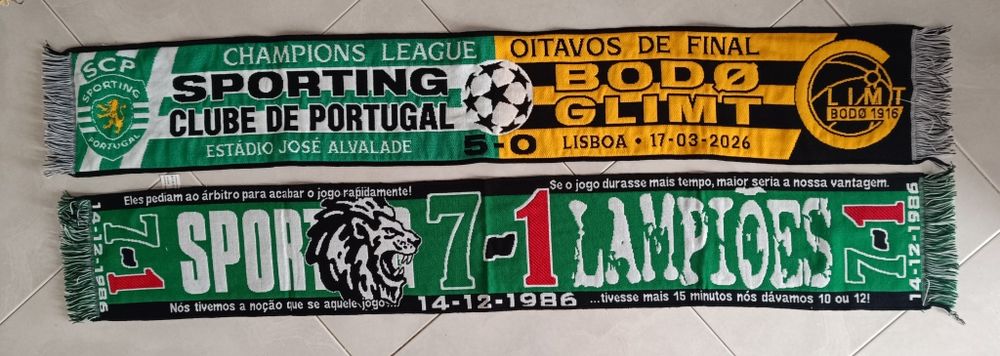 CHAMPIONS LEAGUE OITAVOS DE FINAL
SCP
SPORTING
PORTUGAL
SPORTING
CLUBE DE PORTUGAL
ESTÁDIO JOSÉ ALVALADE
5-0
BODØ
GLIMT
LISBOA • 17-03-2026
GLIMT
BODØ 1916
Eles pediam ao árbitro para acabar o jogo rapidamente!
Se o jogo durasse mais tempo, maior seria a nossa vantagem.
14-12-1986
7-1
SPORT
7-1
LAMPIÕES
7-1
14-12-1986
Nós tivemos a noção que se aquele jogo...
14-12-1986
...tivesse mais 15 minutos nós dávamos 10 ou 12!